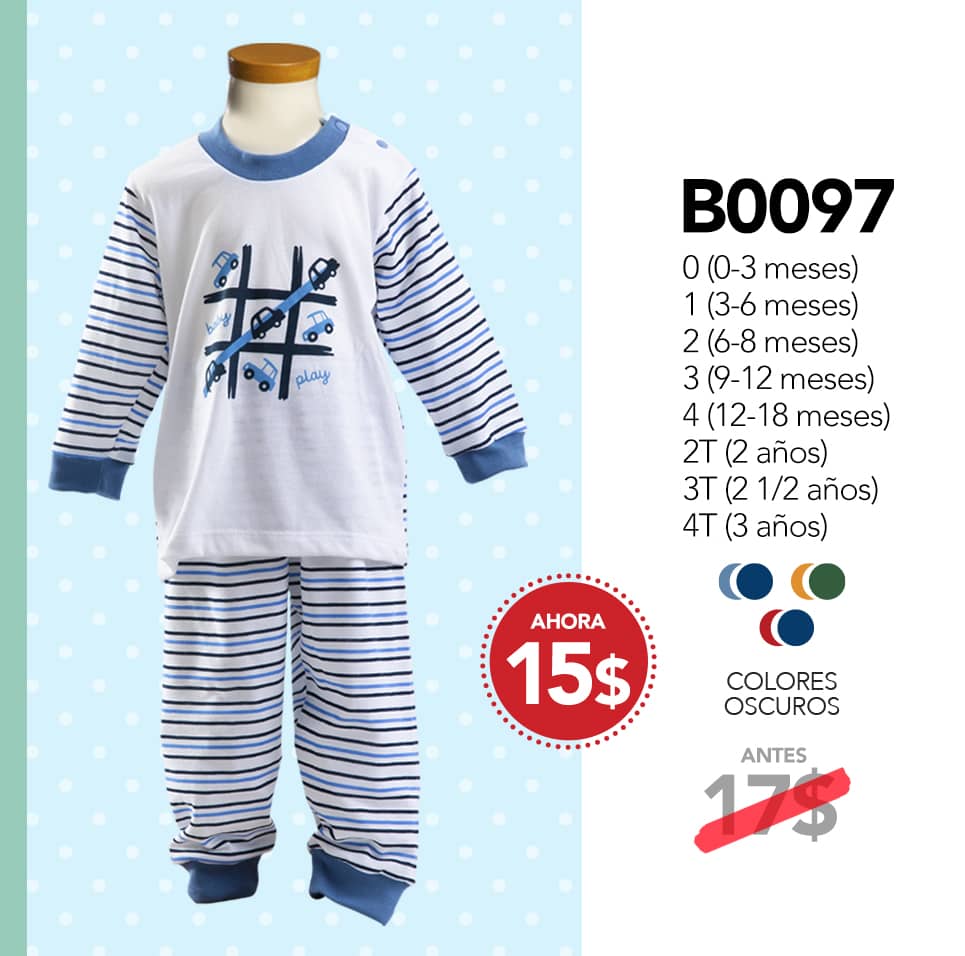 baby
play
B0097
0 (0-3 meses)
1 (3-6 meses)
2 (6-8 meses)
3 (9-12 meses)
4 (12-18 meses)
2T (2 años)
3T (2 1/2 años)
4T (3 años)
AHORA
15$
COLORES
OSCUROS
ANTES
17$